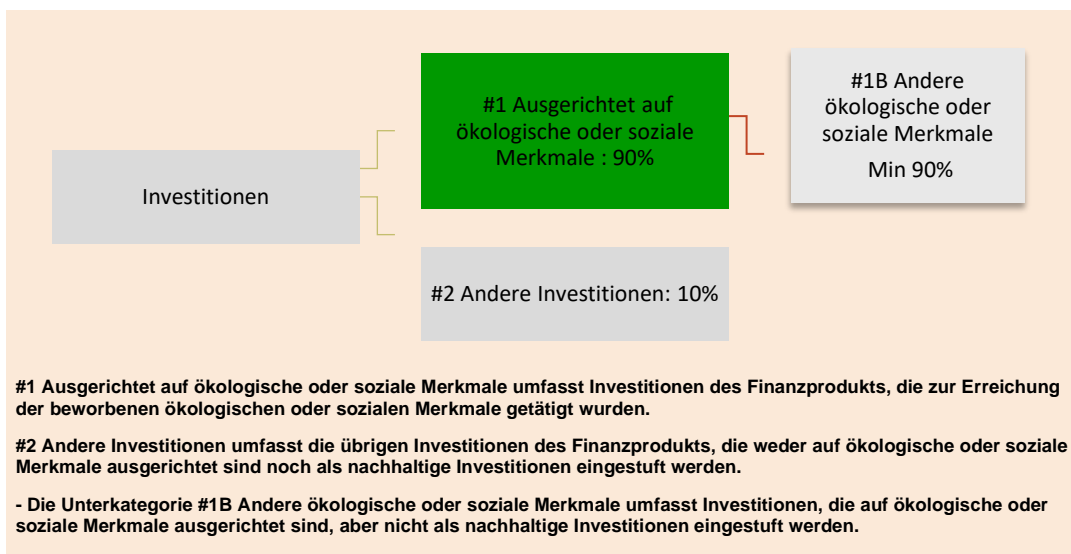 #1 Ausgerichtet auf
ökologische oder soziale
Merkmale : 90%
#1B Andere
ökologische oder
soziale Merkmale
Min 90%
Investitionen
#2 Andere Investitionen: 10%
#1 Ausgerichtet auf ökologische oder soziale Merkmale umfasst Investitionen des Finanzprodukts, die zur Erreichung
der beworbenen ökologischen oder sozialen Merkmale getätigt wurden.
#2 Andere Investitionen umfasst die übrigen Investitionen des Finanzprodukts, die weder auf ökologische oder soziale
Merkmale ausgerichtet sind noch als nachhaltige Investitionen eingestuft werden.
- Die Unterkategorie #1B Andere ökologische oder soziale Merkmale umfasst Investitionen, die auf ökologische oder
soziale Merkmale ausgerichtet sind, aber nicht als nachhaltige Investitionen eingestuft werden.